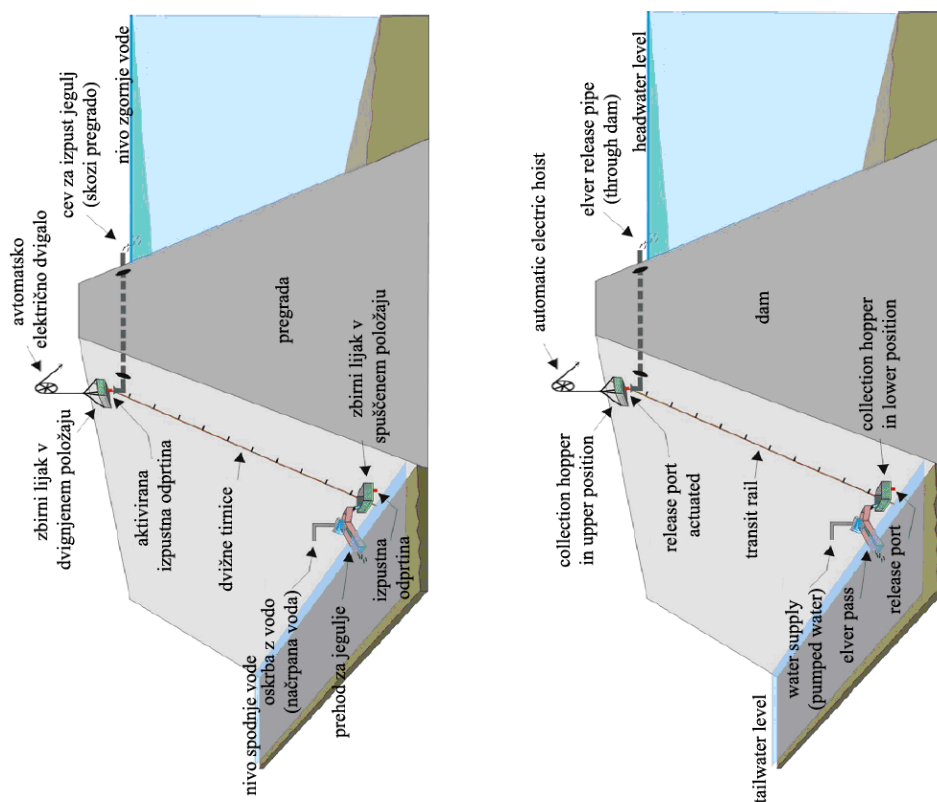 avtomatsko
električno dvigalo
zbirni lijak v
dvignjenem položaju
cev za izpust jegulj
(skozi pregrado)
nivo zgornje vode
aktivirana
izpustna odprtina
dvižne tirnice
pregrada
zbirni lijak v
spuščenem položaju
nivo spodnje vode
oskrba z vodo
(načrpana voda)
prehod za jegulje
izpustna
odprtina
automatic electric hoist
collection hopper
in upper position
elver release pipe
(through dam)
headwater level
release port
actuated
transit rail
dam
collection hopper
in lower position
tailwater level
water supply
(pumped water)
elver pass
release port